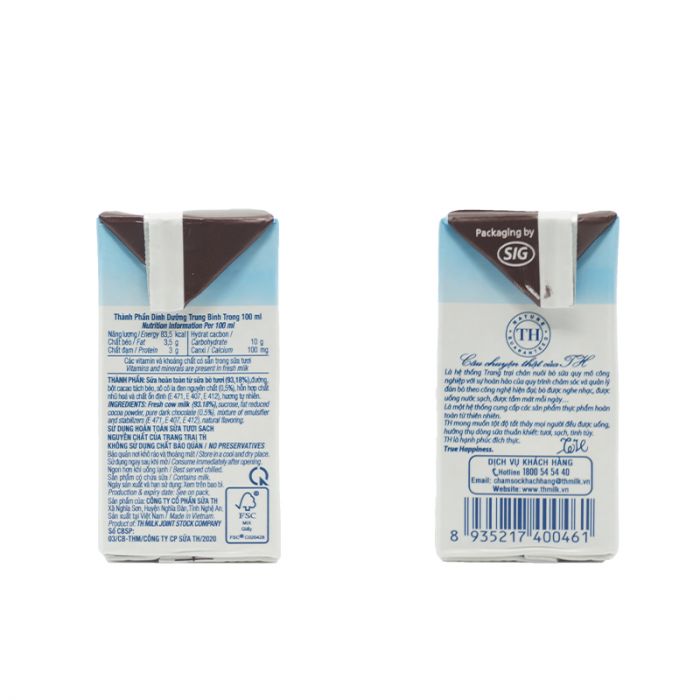 Thành Phần Dinh Dưỡng Trung Bình Trong 100 ml
Nutrition Information Per 100 ml
Năng lượng / Energy 83,5 kcal
Chất béo / Fat 3,5 g
Chất đạm / Protein 3 g
Hydrat cacbon /
Carbohydrate 10 g
Canxi / Calcium 100 mg
Các vitamin và khoáng chất có sẵn trong sữa tươi
Vitamins and minerals are present in fresh milk
THÀNH PHẦN: Sữa hoàn toàn từ sữa bò tươi (93,18%), đường,
bột cacao tách béo, sô cô la đen nguyên chất (0,5%), hỗn hợp chất
nhũ hoá và chất ổn định (E 471, E 407, E 412), hương tự nhiên.
INGREDIENTS: Fresh cow milk (93,18%), sucrose, fat reduced
cocoa powder, pure dark chocolate (0,5%), mixture of emulsifier
and stabilizers (E 471, E 407, E 412), natural flavoring.
SỬ DỤNG HOÀN TOÀN SỮA TƯƠI SẠCH
NGUYÊN CHẤT CỦA TRANG TRẠI TH
KHÔNG SỬ DỤNG CHẤT BẢO QUẢN / NO PRESERVATIVES
Bảo quản nơi khô ráo và thoáng mát / Store in a cool and dry place.
Sử dụng ngay sau khi mở / Consume immediately after opening.
Ngon hơn khi uống lạnh / Best served chilled.
Sản phẩm có chứa sữa / Contains milk.
Ngày sản xuất và hạn sử dụng: Xem trên bao bì.
Production & expiry date: See on pack.
Sản phẩm của: CÔNG TY CỔ PHẦN SỮA TH
Xã Nghĩa Sơn, Huyện Nghĩa Đàn, Tỉnh Nghệ An.
Sản xuất tại Việt Nam / Made in Vietnam.
Product of: TH MILK JOINT STOCK COMPANY
Số CBSP:
03/CB-THM/CÔNG TY CP SỮA TH/2020
FSC
MIX
Giấy
FSC® C020428
Packaging by
SIG
NATURE
TH
GUARANTEED
Câu chuyện thật của TH
Là hệ thống Trang trại chăn nuôi bò sữa quy mô công
nghiệp với sự hoàn hảo của quy trình chăm sóc và quản lý
đàn bò theo công nghệ hiện đại; bò được nghe nhạc, được
uống nước sạch, được tắm mát mỗi ngày...
Là một hệ thống cung cấp các sản phẩm thực phẩm hoàn
toàn từ thiên nhiên.
TH mong muốn tột độ tất thảy mọi người đều được uống,
hưởng thụ dòng sữa thuần khiết: tươi, sạch, tinh túy.
TH là hạnh phúc đích thực.
True Happiness.
TH
DỊCH VỤ KHÁCH HÀNG
Hotline 1800 54 54 40
Email: chamsockhachhang@thmilk.vn
Website: www.thmilk.vn
8 935217 400461